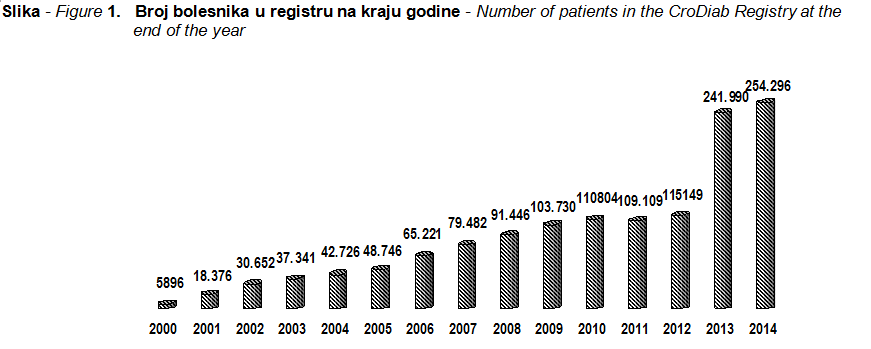 Slika - Figure 1. Broj bolesnika u registru na kraju godine - Number of patients in the CroDiab Registry at the
end of the year
254.296
241.990
110804 109.109 115149
103.730
91.446
79.482
65.221
42.726 48.746
30.652 37.341
18.376
5896
2000 2001 2002 2003 2004 2005 2006 2007 2008 2009 2010 2011 2012 2013 2014